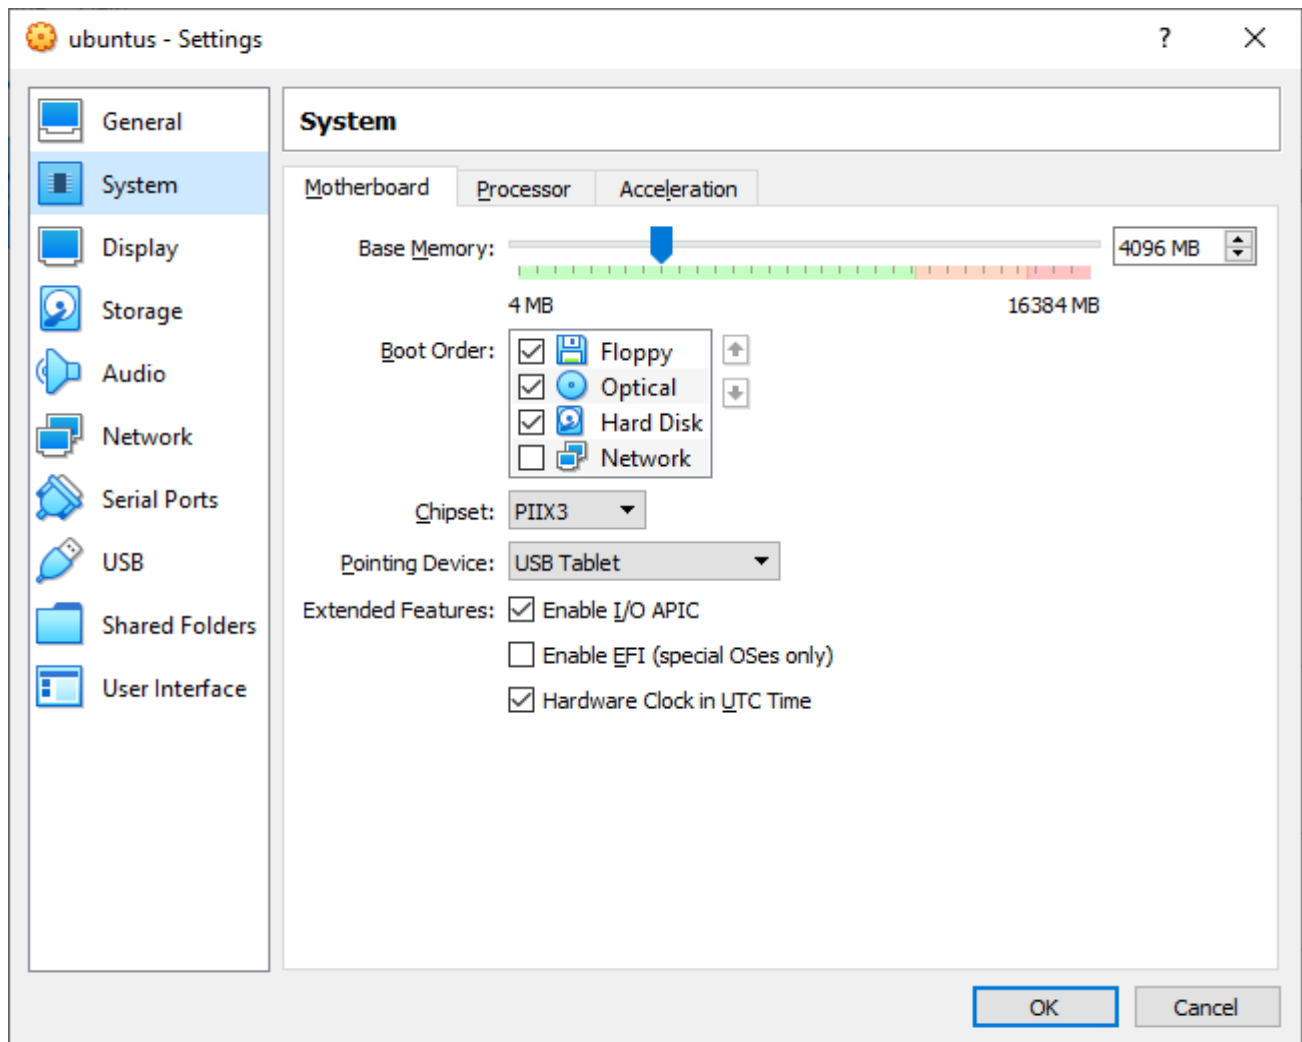 ubuntus - Settings
?
General
System
Display
Storage
Audio
Network
Serial Ports
USB
Shared Folders
User Interface
System
Motherboard Processor Acceleration
Base Memory: 4096 MB
4 MB 16384 MB
Boot Order: Floppy
Optical
Hard Disk
Network
Chipset: PIIX3
Pointing Device: USB Tablet
Extended Features: Enable I/O APIC
Enable EFI (special OSes only)
Hardware Clock in UTC Time
OK Cancel